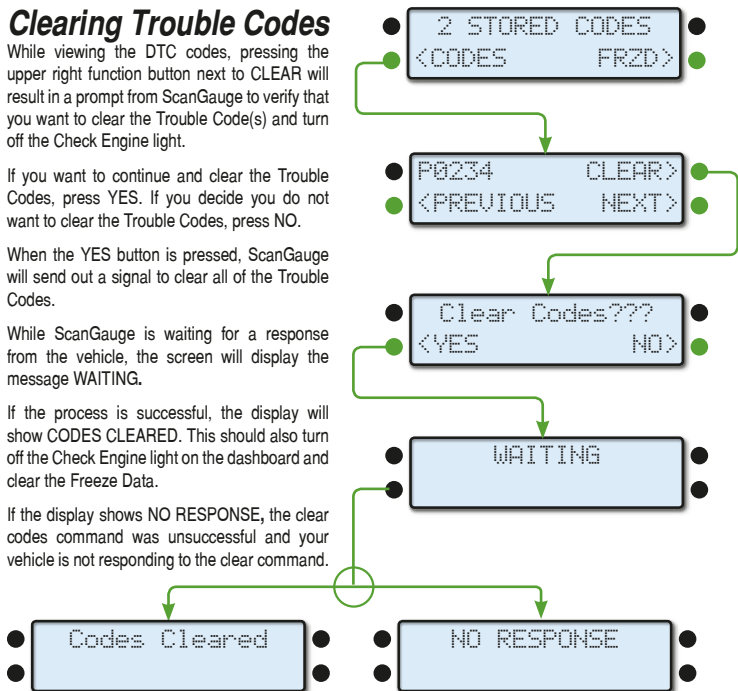 Clearing Trouble Codes
While viewing the DTC codes, pressing the
upper right function button next to CLEAR will
result in a prompt from ScanGauge to verify that
you want to clear the Trouble Code(s) and turn
off the Check Engine light.
If you want to continue and clear the Trouble
Codes, press YES. If you decide you do not
want to clear the Trouble Codes, press NO.
When the YES button is pressed, ScanGauge
will send out a signal to clear all of the Trouble
Codes.
While ScanGauge is waiting for a response
from the vehicle, the screen will display the
message WAITING.
If the process is successful, the display will
show CODES CLEARED. This should also turn
off the Check Engine light on the dashboard and
clear the Freeze Data.
If the display shows NO RESPONSE, the clear
codes command was unsuccessful and your
vehicle is not responding to the clear command.
2 STORED CODES
<CODES FRZD>
P0234 CLEAR>
<PREVIOUS NEXT>
Clear Codes???
<YES NO>
WAITING
Codes Cleared
NO RESPONSE